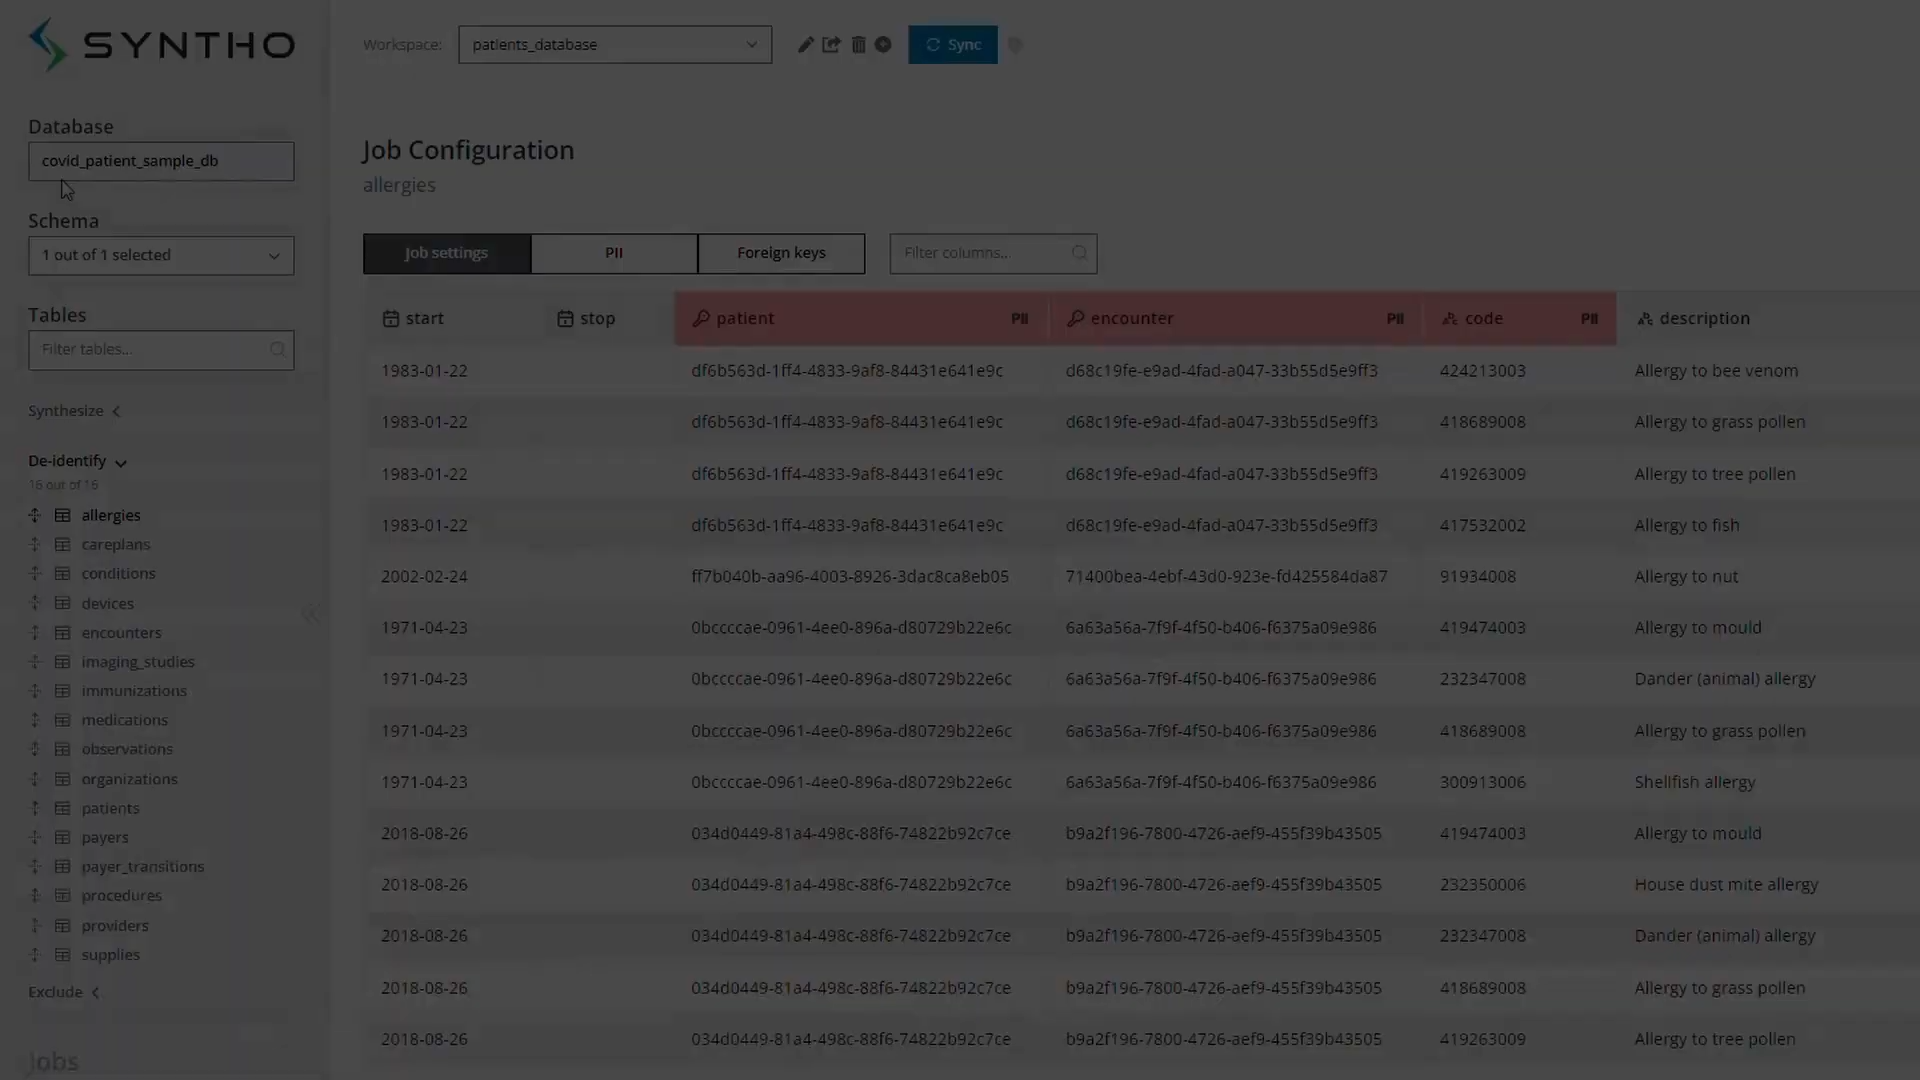 SYNTHO
Workspace:
patients_database
Sync
Database
covid_patient_sample_db
Schema
1 out of 1 selected
Tables
Filter tables...
Synthesize
De-identify
16 out of 16
allergies
careplans
conditions
devices
encounters
imaging_studies
immunizations
medications
observations
organizations
patients
payers
payer_transitions
procedures
providers
supplies
Exclude
Jobs
Job Configuration
allergies
Job settings PII Foreign keys Filter columns...
start stop patient PII encounter PII code PII description
1983-01-22 df6b563d-1ff4-4833-9af8-84431e641e9c d68c19fe-e9ad-4fad-a047-33b55d5e9ff3 424213003 Allergy to bee venom
1983-01-22 df6b563d-1ff4-4833-9af8-84431e641e9c d68c19fe-e9ad-4fad-a047-33b55d5e9ff3 418689008 Allergy to grass pollen
1983-01-22 df6b563d-1ff4-4833-9af8-84431e641e9c d68c19fe-e9ad-4fad-a047-33b55d5e9ff3 419263009 Allergy to tree pollen
1983-01-22 df6b563d-1ff4-4833-9af8-84431e641e9c d68c19fe-e9ad-4fad-a047-33b55d5e9ff3 417532002 Allergy to fish
2002-02-24 ff7b040b-aa96-4003-8926-3dac8ca8eb05 71400bea-4ebf-43d0-923e-fd425584da87 91934008 Allergy to nut
1971-04-23 0bccccae-0961-4ee0-896a-d80729b22e6c 6a63a56a-7f9f-4f50-b406-f6375a09e986 419474003 Allergy to mould
1971-04-23 0bccccae-0961-4ee0-896a-d80729b22e6c 6a63a56a-7f9f-4f50-b406-f6375a09e986 232347008 Dander (animal) allergy
1971-04-23 0bccccae-0961-4ee0-896a-d80729b22e6c 6a63a56a-7f9f-4f50-b406-f6375a09e986 418689008 Allergy to grass pollen
1971-04-23 0bccccae-0961-4ee0-896a-d80729b22e6c 6a63a56a-7f9f-4f50-b406-f6375a09e986 300913006 Shellfish allergy
2018-08-26 034d0449-81a4-498c-88f6-74822b92c7ce b9a2f196-7800-4726-aef9-455f39b43505 419474003 Allergy to mould
2018-08-26 034d0449-81a4-498c-88f6-74822b92c7ce b9a2f196-7800-4726-aef9-455f39b43505 232350006 House dust mite allergy
2018-08-26 034d0449-81a4-498c-88f6-74822b92c7ce b9a2f196-7800-4726-aef9-455f39b43505 232347008 Dander (animal) allergy
2018-08-26 034d0449-81a4-498c-88f6-74822b92c7ce b9a2f196-7800-4726-aef9-455f39b43505 418689008 Allergy to grass pollen
2018-08-26 034d0449-81a4-498c-88f6-74822b92c7ce b9a2f196-7800-4726-aef9-455f39b43505 419263009 Allergy to tree pollen